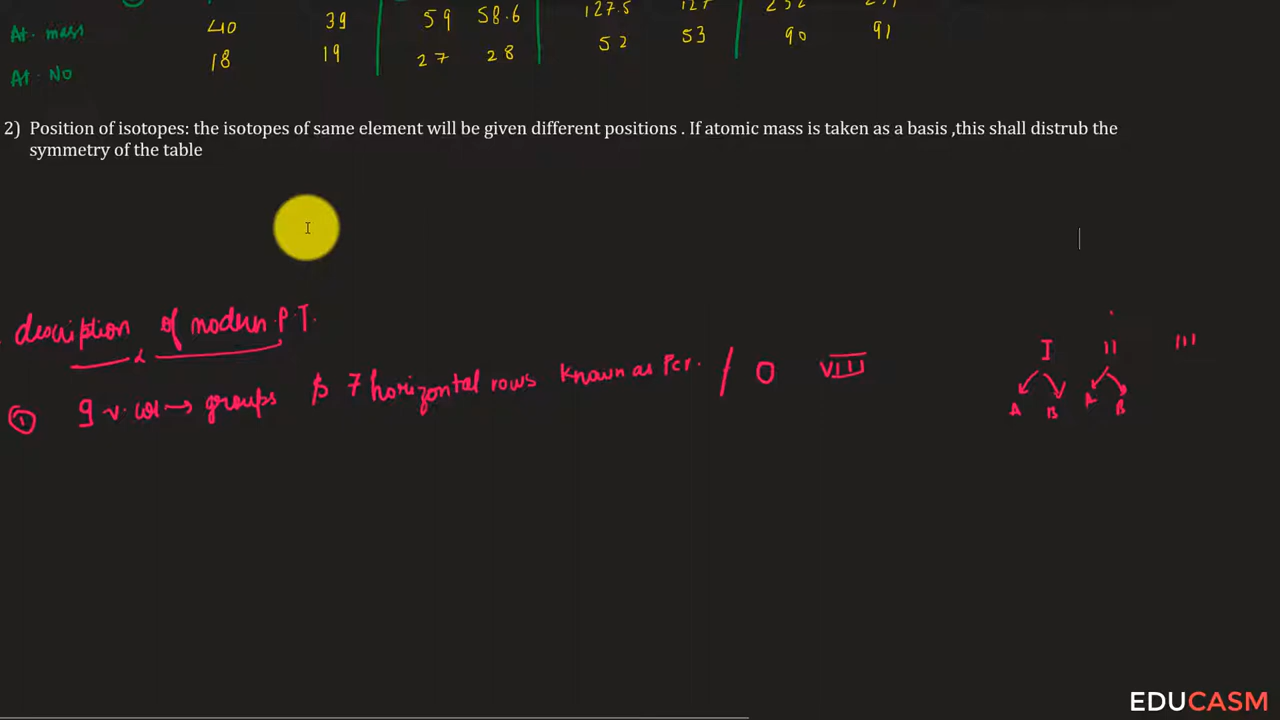 At. mass 40 39 59 58.6 127.5 127 232 231
At. No 18 19 27 28 52 53 90 91
2) Position of isotopes: the isotopes of same element will be given different positions . If atomic mass is taken as a basis ,this shall distrub the
symmetry of the table
description of modern P.T.
① 9 v. col → groups & 7 horizontal rows known as Per. / 0 VIII
I II III
A B A B
EDUCASM